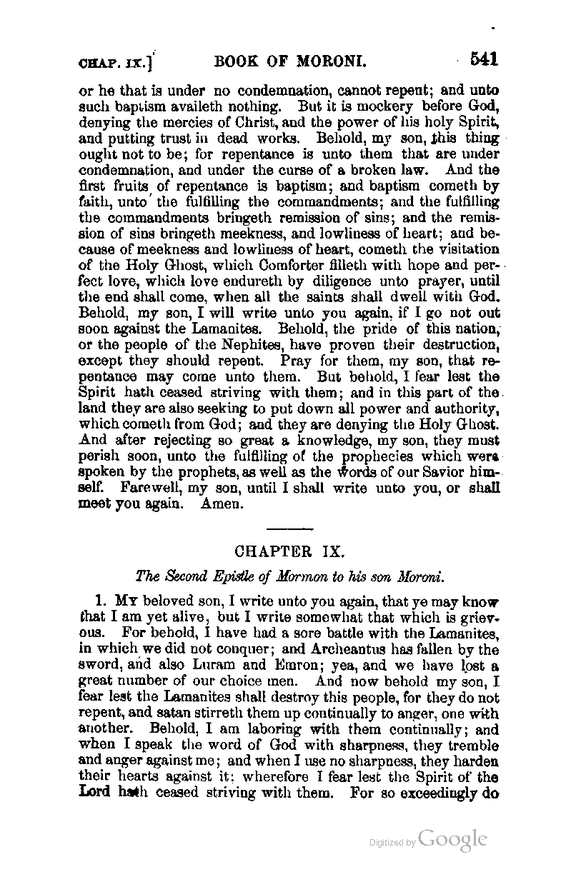 CHAP. IX.] BOOK OF MORONI. 541
or he that is under no condemnation, cannot repent; and unto
such baptism availeth nothing. But it is mockery before God,
denying the mercies of Christ, and the power of his holy Spirit,
and putting trust in dead works. Behold, my son, this thing
ought not to be; for repentance is unto them that are under
condemnation, and under the curse of a broken law. And the
first fruits of repentance is baptism; and baptism cometh by
faith, unto the fulfilling the commandments; and the fulfilling
the commandments bringeth remission of sins; and the remis-
sion of sins bringeth meekness, and lowliness of heart; and be-
cause of meekness and lowliness of heart, cometh the visitation
of the Holy Ghost, which Comforter filleth with hope and per-
fect love, which love endureth by diligence unto prayer, until
the end shall come, when all the saints shall dwell with God.
Behold, my son, I will write unto you again, if I go not out
soon against the Lamanites. Behold, the pride of this nation,
or the people of the Nephites, have proven their destruction,
except they should repent. Pray for them, my son, that re-
pentance may come unto them. But behold, I fear lest the
Spirit hath ceased striving with them; and in this part of the
land they are also seeking to put down all power and authority,
which cometh from God; and they are denying the Holy Ghost.
And after rejecting so great a knowledge, my son, they must
perish soon, unto the fulfilling of the prophecies which were
spoken by the prophets, as well as the words of our Savior him-
self. Farewell, my son, until I shall write unto you, or shall
meet you again. Amen.
CHAPTER IX.
The Second Epistle of Mormon to his son Moroni.
1. MY beloved son, I write unto you again, that ye may know
that I am yet alive, but I write somewhat that which is griev-
ous. For behold, I have had a sore battle with the Lamanites,
in which we did not conquer; and Archeantus has fallen by the
sword, and also Luram and Emron; yea, and we have lost a
great number of our choice men. And now behold my son, I
fear lest the Lamanites shall destroy this people, for they do not
repent, and satan stirreth them up continually to anger, one with
another. Behold, I am laboring with them continually; and
when I speak the word of God with sharpness, they tremble
and anger against me; and when I use no sharpness, they harden
their hearts against it: wherefore I fear lest the Spirit of the
Lord hath ceased striving with them. For so exceedingly do
Digitized by Google